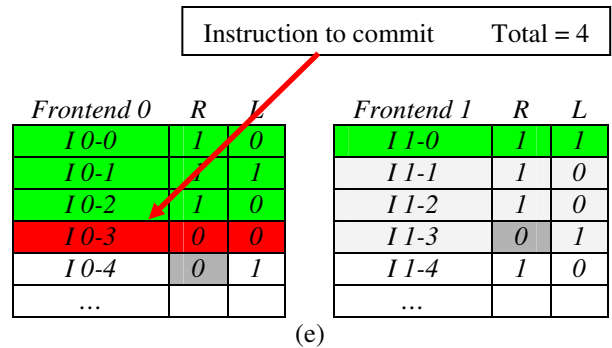 Instruction to commit Total = 4
Frontend 0 R L Frontend 1 R L
I 0-0 1 0 I 1-0 1 1
I 0-1 1 1 I 1-1 1 0
I 0-2 1 0 I 1-2 1 0
I 0-3 0 0 I 1-3 0 1
I 0-4 0 1 I 1-4 1 0
… …
(e)